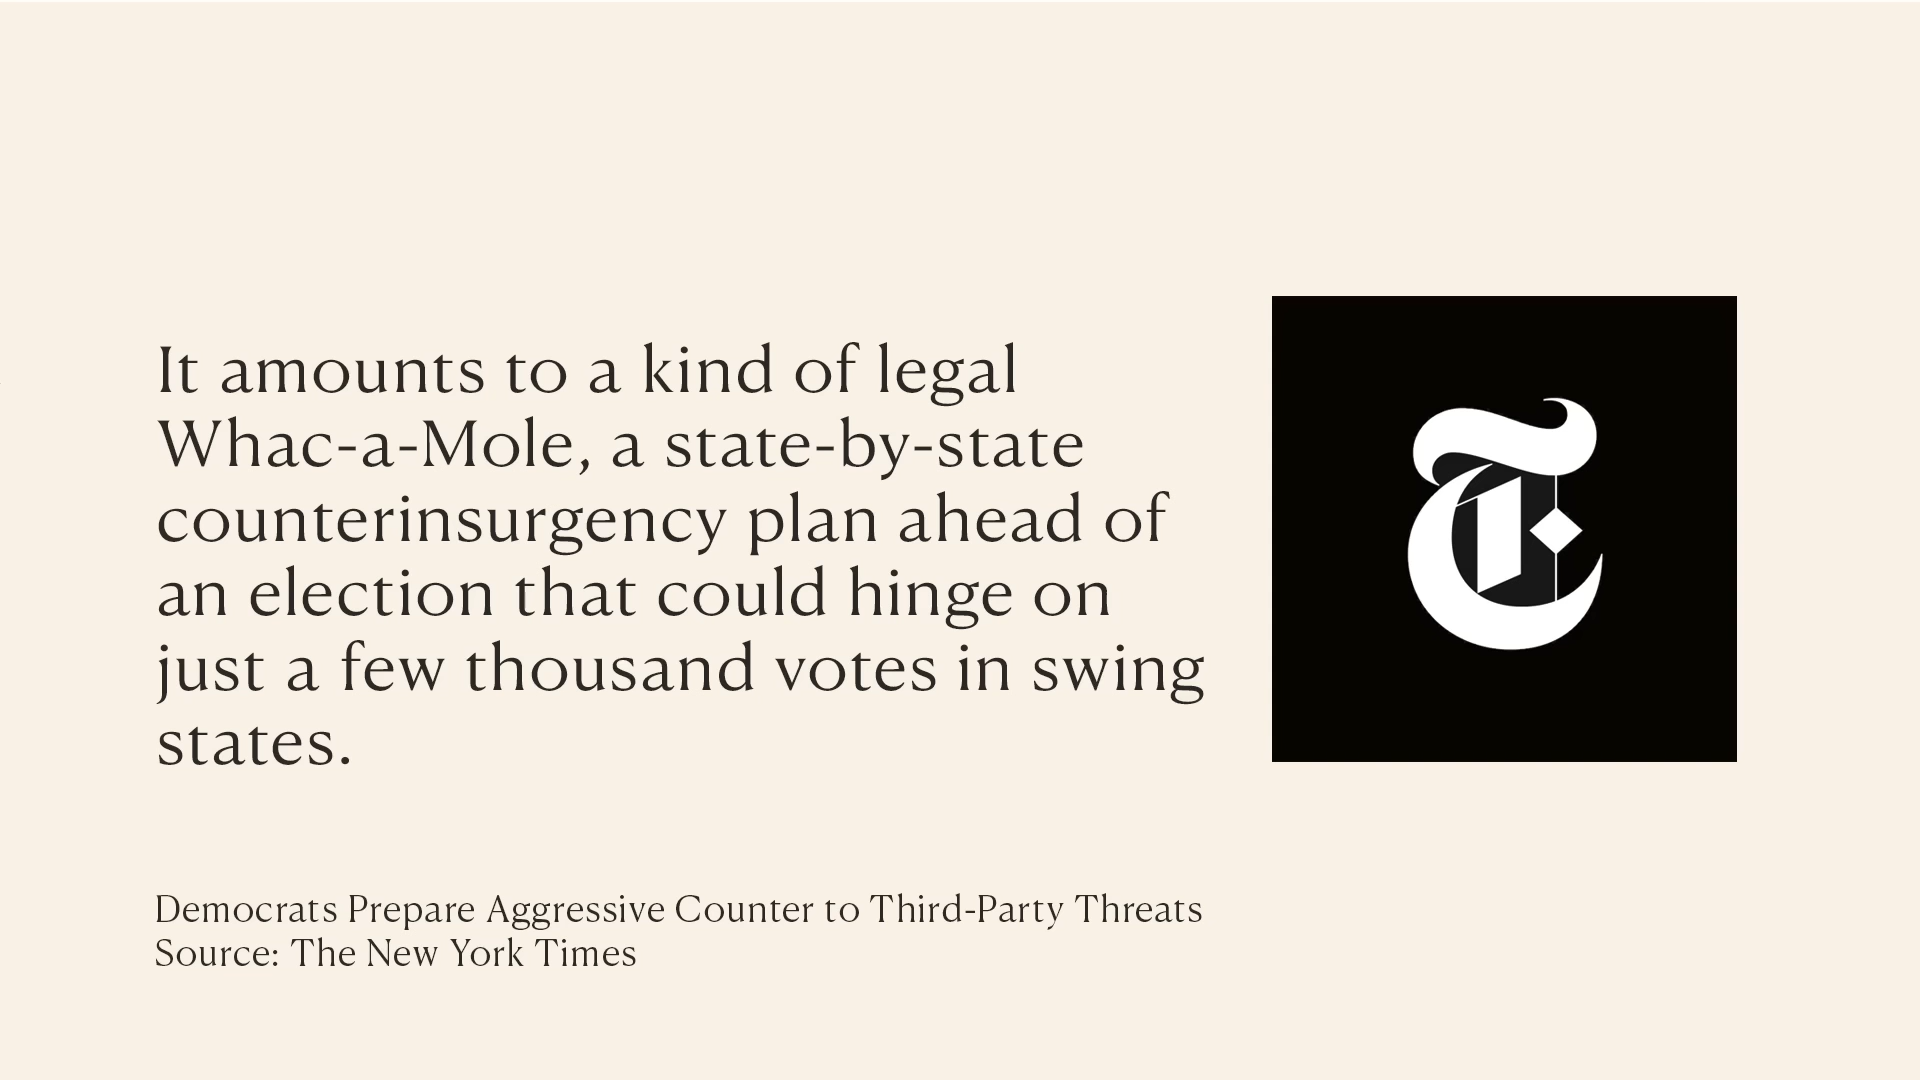 It amounts to a kind of legal
Whac-a-Mole, a state-by-state
counterinsurgency plan ahead of
an election that could hinge on
just a few thousand votes in swing
states.
T
Democrats Prepare Aggressive Counter to Third-Party Threats
Source: The New York Times